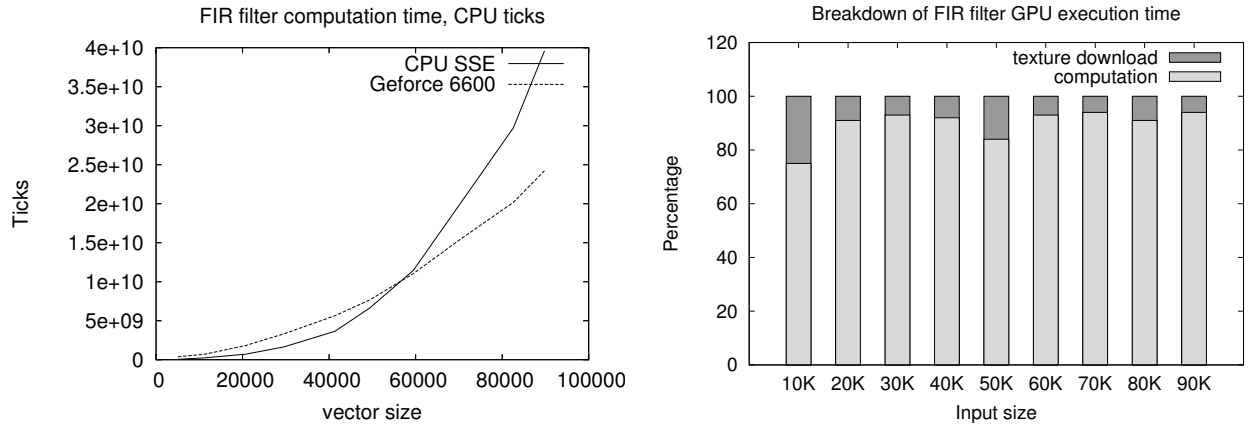 FIR filter computation time, CPU ticks
4e+10
3.5e+10
3e+10
2.5e+10
2e+10
1.5e+10
1e+10
5e+09
0
Ticks
CPU SSE
Geforce 6600
0 20000 40000 60000 80000 100000
vector size
Breakdown of FIR filter GPU execution time
120
100
80
60
40
20
0
Percentage
texture download
computation
10K 20K 30K 40K 50K 60K 70K 80K 90K
Input size